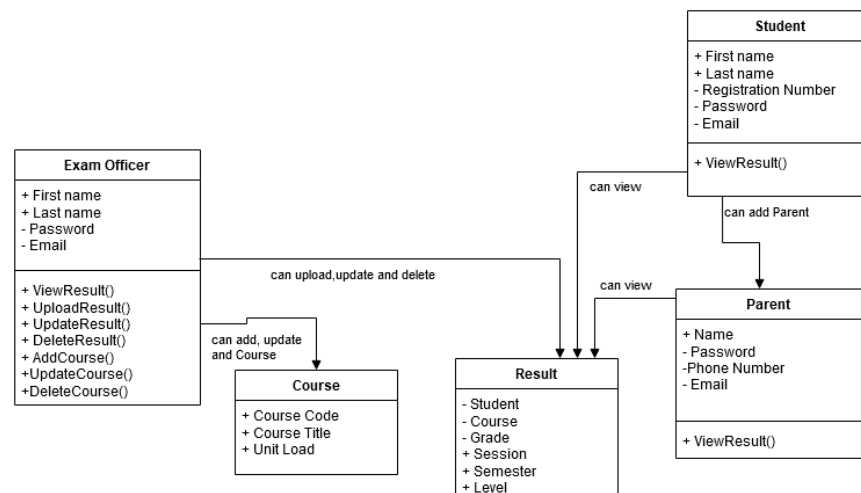 Student
+ First name
+ Last name
- Registration Number
- Password
- Email
+ ViewResult()
Exam Officer
+ First name
+ Last name
- Password
- Email
+ ViewResult()
+ UploadResult()
+ UpdateResult()
+ DeleteResult()
+ AddCourse()
+UpdateCourse()
+DeleteCourse()
can view
can add Parent
can upload,update and delete
can view
can add, update
and Course
Parent
+ Name
- Password
-Phone Number
- Email
+ ViewResult()
Course
+ Course Code
+ Course Title
+ Unit Load
Result
- Student
- Course
- Grade
+ Session
+ Semester
+ Level